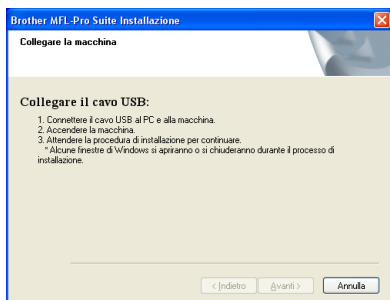 Brother MFL-Pro Suite Installazione
Collegare la macchina
Collegare il cavo USB:
1. Connettere il cavo USB al PC e alla macchina.
2. Accendere la macchina.
3. Attendere la procedura di installazione per continuare.
* Alcune finestre di Windows si apriranno o si chiuderanno durante il processo di
installazione.
< Indietro
Avanti >
Annulla